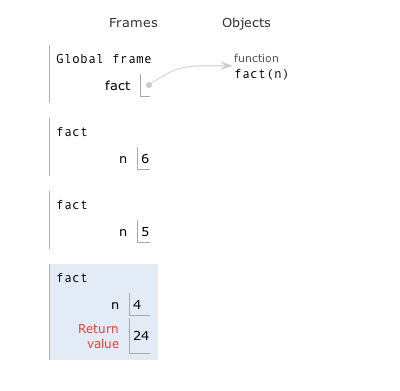 Frames Objects
Global frame
fact
function
fact(n)
fact
n 6
fact
n 5
fact
n 4
Return
value 24